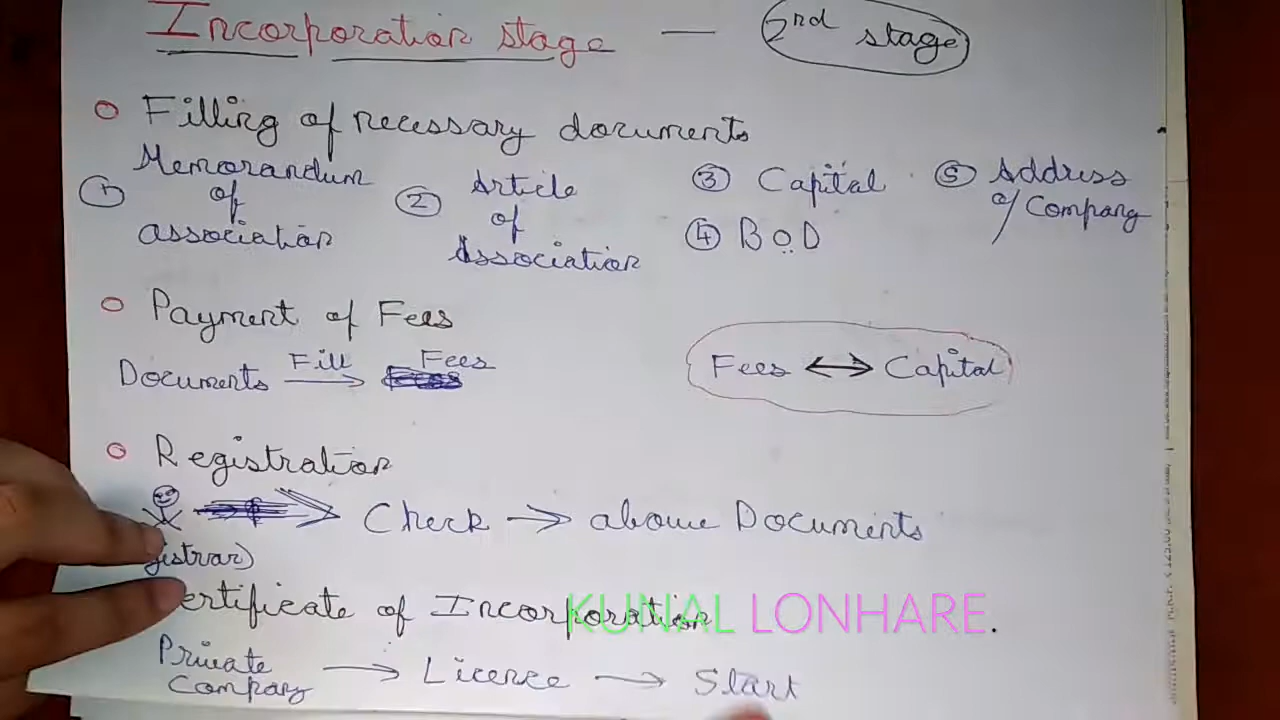 Incorporation stage — 2nd stage
Filling of necessary documents
① Memorandum of association
② Article of Association
③ Capital
④ B O D
⑤ Address of Company
Payment of Fees
Documents Fill → Fees
Fees ↔ Capital
Registration
→ Check → above Documents
gistrar)
ertificate of Incorporation
KUNAL LONHARE.
Private Company → Licence → Start